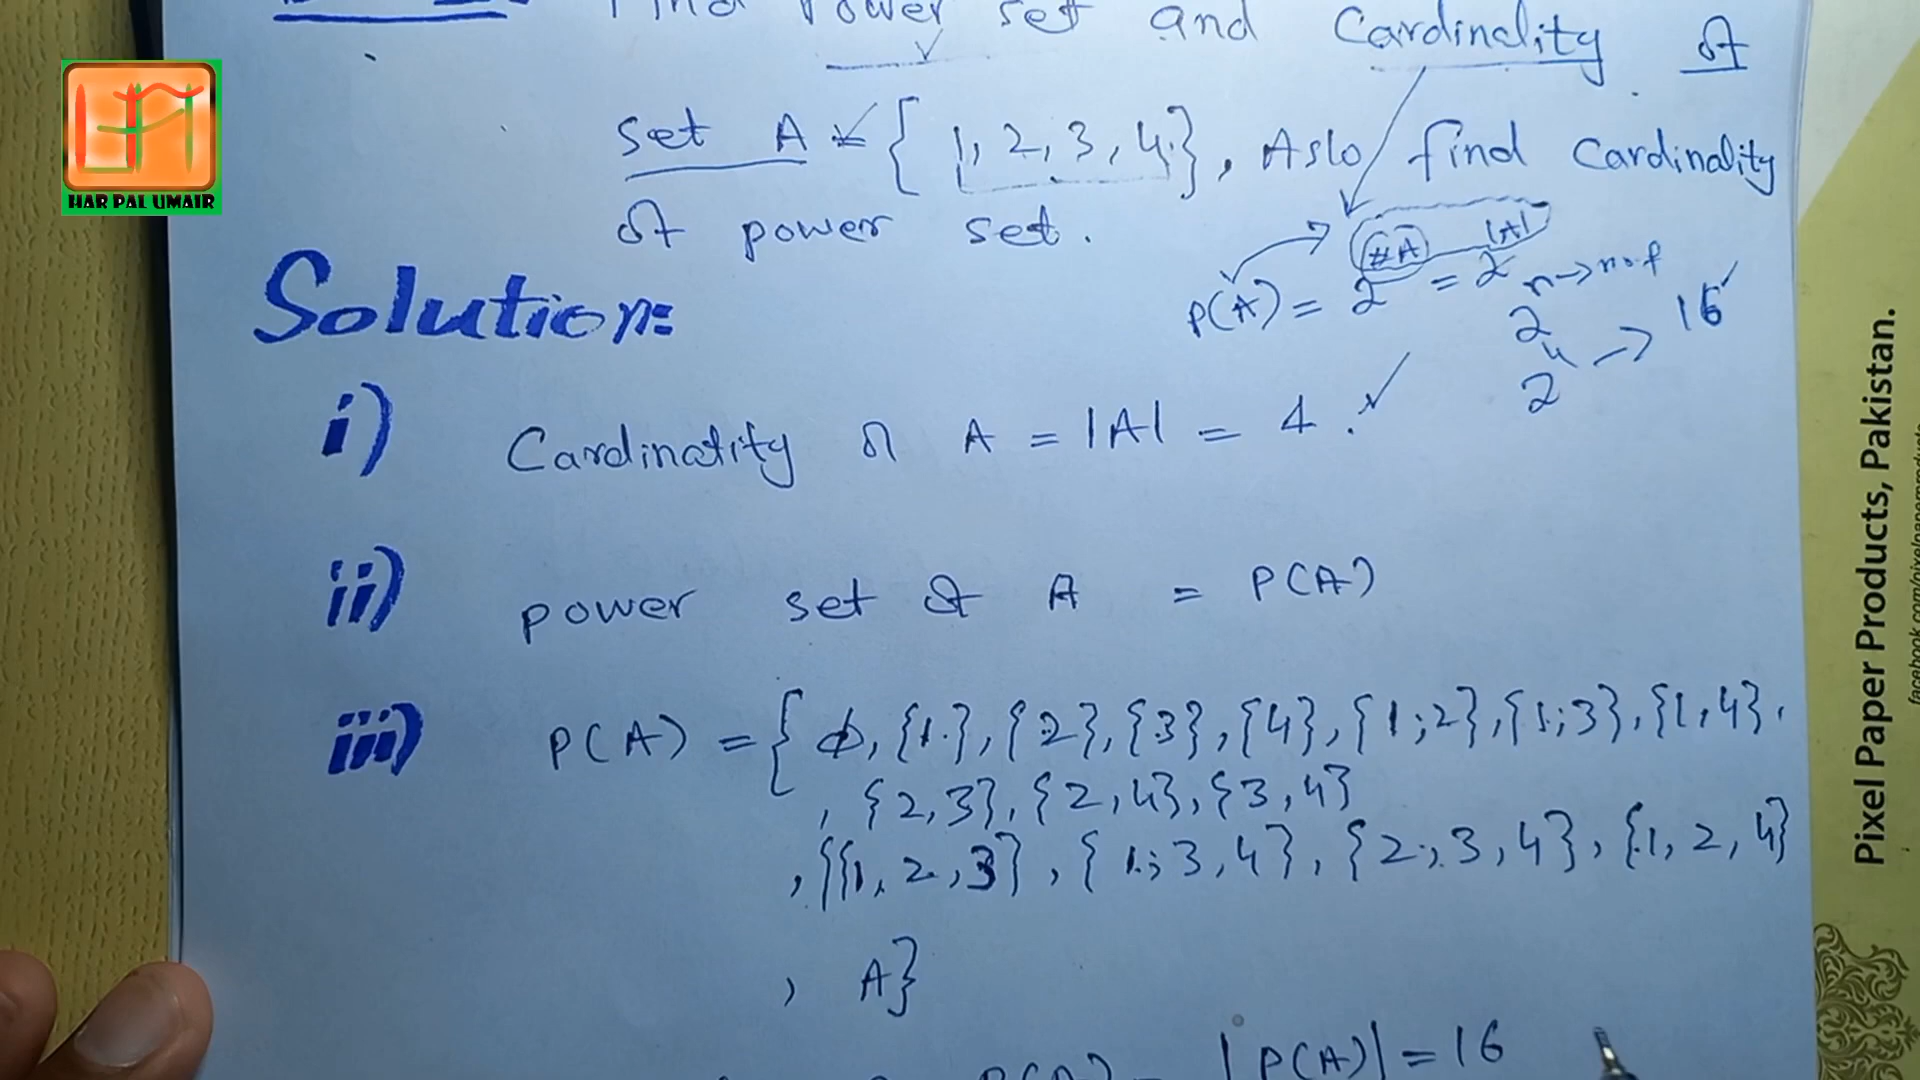 Find Power set and Cardinality of
set A = { 1, 2, 3, 4 }, Aslo find Cardinality
of power set.
HAR PAL UMAIR
P(A) = 2^#A = 2^|A|
2^n → n.f
2^4 → 16
Solution:
i) Cardinality of A = |A| = 4.
ii) power set of A = P(A)
iii) P(A) = { ϕ, {1}, {2}, {3}, {4}, {1,2}, {1,3}, {1,4},
, {2,3}, {2,4}, {3,4}
, {{1, 2, 3}, {1,3,4}, {2,3,4}, {1,2,4}
, A}
P(A) = |P(A)| = 16
Pixel Paper Products, Pakistan.